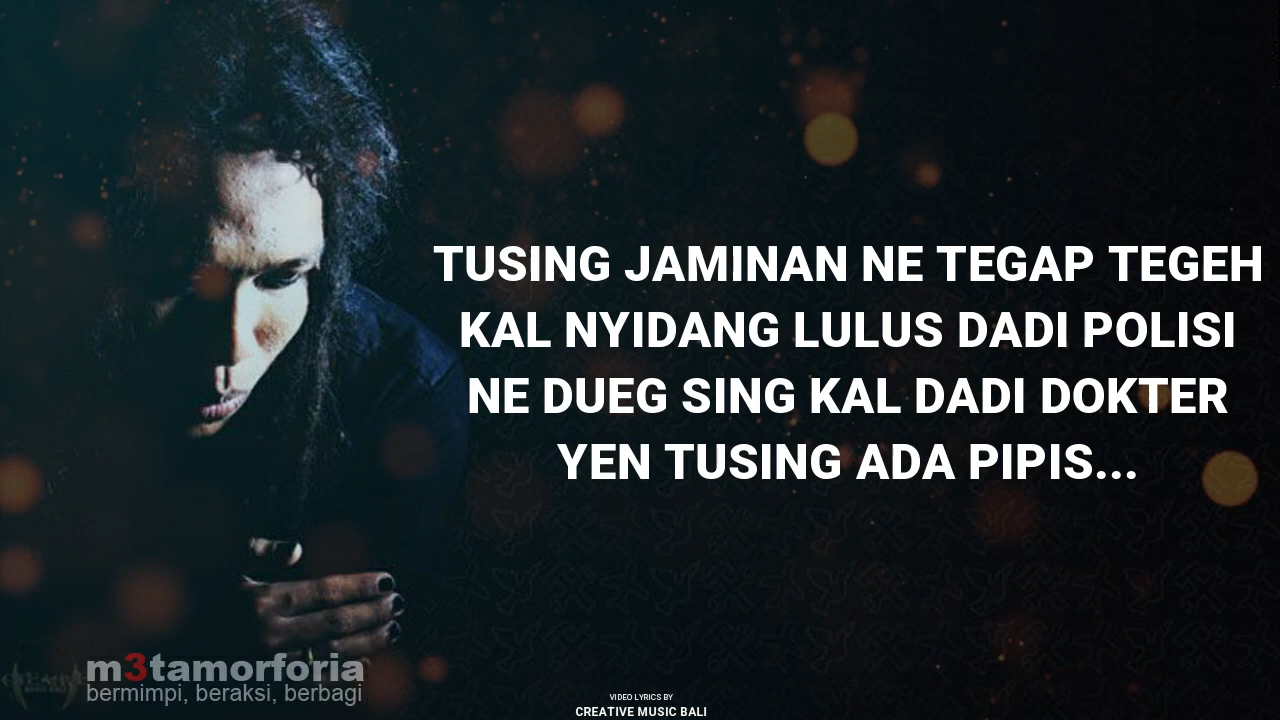 TUSING JAMINAN NE TEGAP TEGEH
KAL NYIDANG LULUS DADI POLISI
NE DUEG SING KAL DADI DOKTER
YEN TUSING ADA PIPIS...
m3tamorforia
bermimpi, beraksi, berbagi
VIDEO LYRICS BY
CREATIVE MUSIC BALI